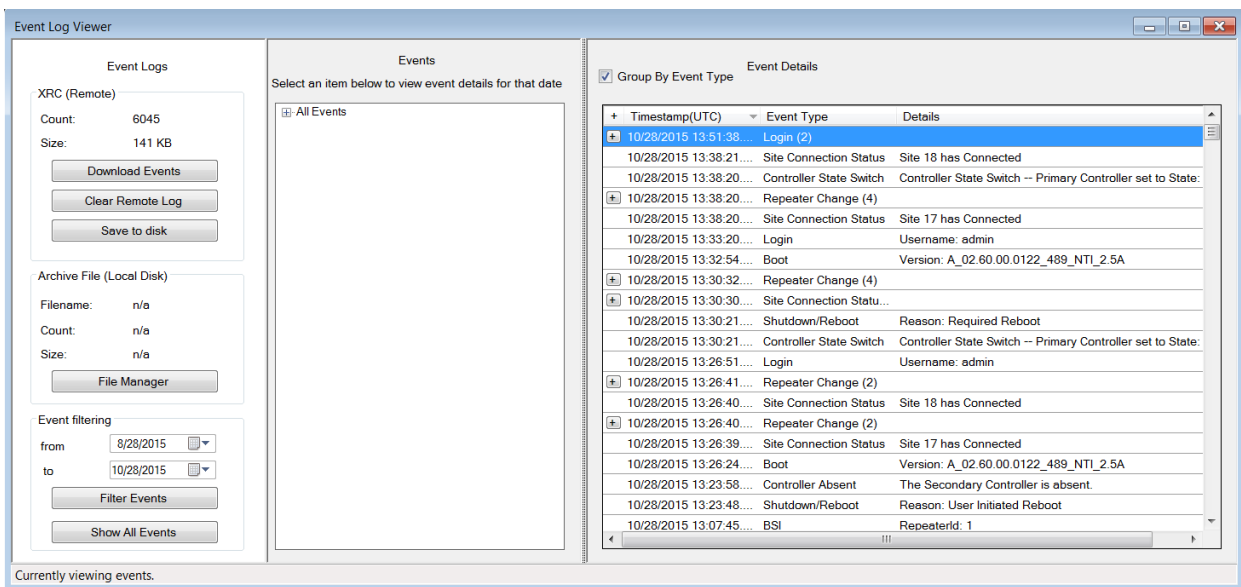 Event Log Viewer
Event Logs
XRC (Remote)
Count: 6045
Size: 141 KB
Download Events
Clear Remote Log
Save to disk
Archive File (Local Disk)
Filename: n/a
Count: n/a
Size: n/a
File Manager
Event filtering
from 8/28/2015
to 10/28/2015
Filter Events
Show All Events
Events
Select an item below to view event details for that date
All Events
Event Details
Group By Event Type
+ Timestamp(UTC) Event Type Details
10/28/2015 13:51:38.... Login (2)
10/28/2015 13:38:21.... Site Connection Status Site 18 has Connected
10/28/2015 13:38:20.... Controller State Switch Controller State Switch -- Primary Controller set to State:
10/28/2015 13:38:20.... Repeater Change (4)
10/28/2015 13:38:20.... Site Connection Status Site 17 has Connected
10/28/2015 13:33:20.... Login Username: admin
10/28/2015 13:32:54.... Boot Version: A_02.60.00.0122_489_NTI_2.5A
10/28/2015 13:30:32.... Repeater Change (4)
10/28/2015 13:30:30.... Site Connection Statu...
10/28/2015 13:30:21.... Shutdown/Reboot Reason: Required Reboot
10/28/2015 13:30:21.... Controller State Switch Controller State Switch -- Primary Controller set to State:
10/28/2015 13:26:51.... Login Username: admin
10/28/2015 13:26:41.... Repeater Change (2)
10/28/2015 13:26:40.... Site Connection Status Site 18 has Connected
10/28/2015 13:26:40.... Repeater Change (2)
10/28/2015 13:26:39.... Site Connection Status Site 17 has Connected
10/28/2015 13:26:24.... Boot Version: A_02.60.00.0122_489_NTI_2.5A
10/28/2015 13:23:58.... Controller Absent The Secondary Controller is absent.
10/28/2015 13:23:48.... Shutdown/Reboot Reason: User Initiated Reboot
10/28/2015 13:07:45.... BSI RepeaterId: 1
Currently viewing events.